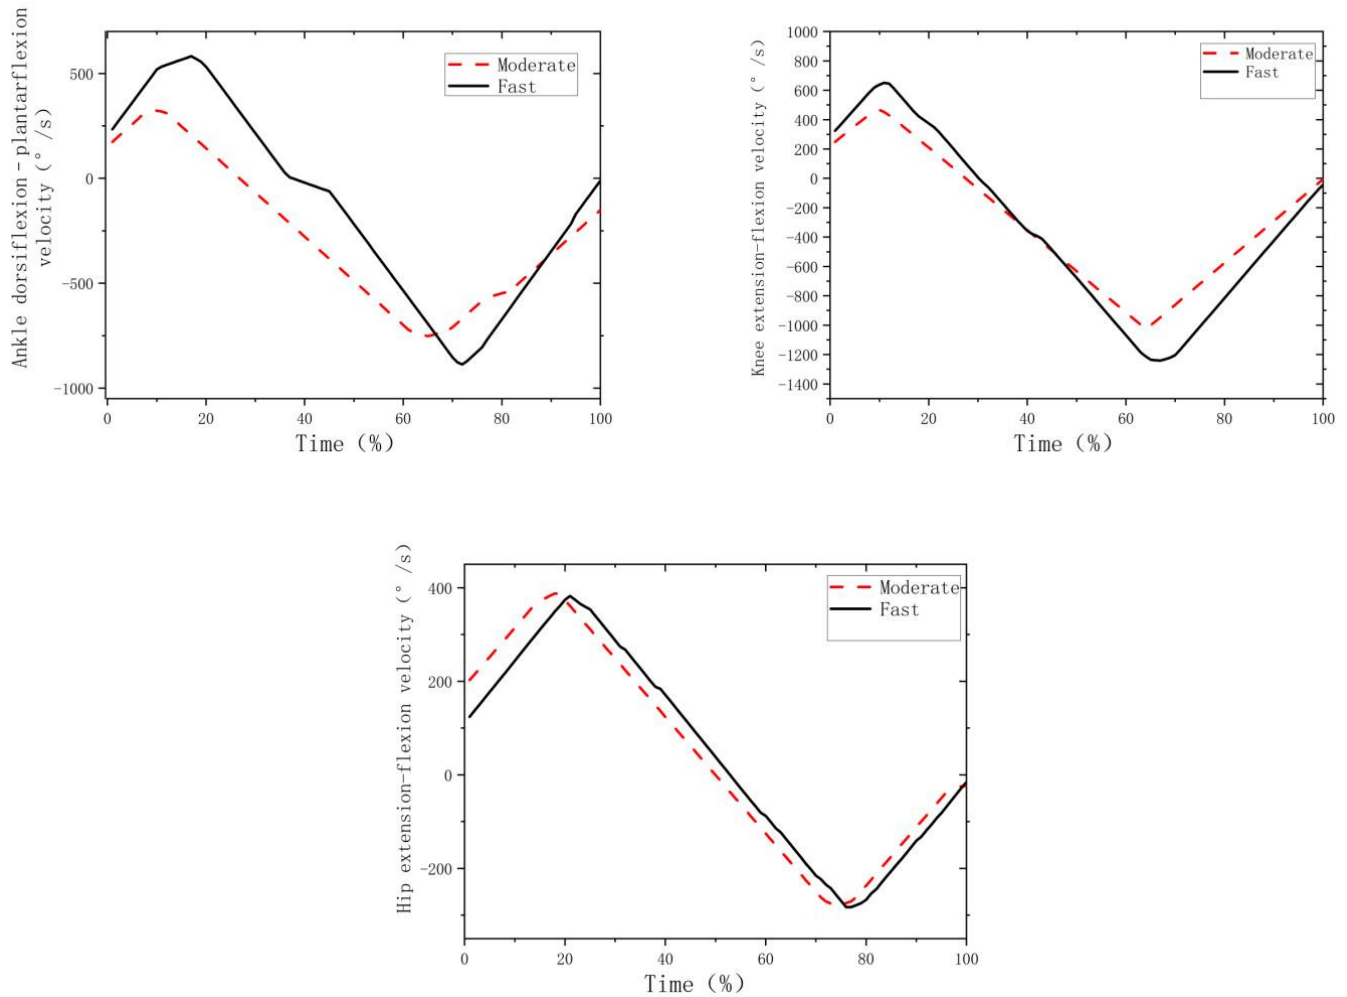 Ankle dorsiflexion-plantarflexion
velocity (° /s)
500
0
-500
-1000
0 20 40 60 80 100
Time (%)
Moderate
Fast
Knee extension-flexion velocity (° /s)
1000
800
600
400
200
0
-200
-400
-600
-800
-1000
-1200
-1400
0 20 40 60 80 100
Time (%)
Moderate
Fast
Hip extension-flexion velocity (° /s)
400
200
0
-200
0 20 40 60 80 100
Time (%)
Moderate
Fast